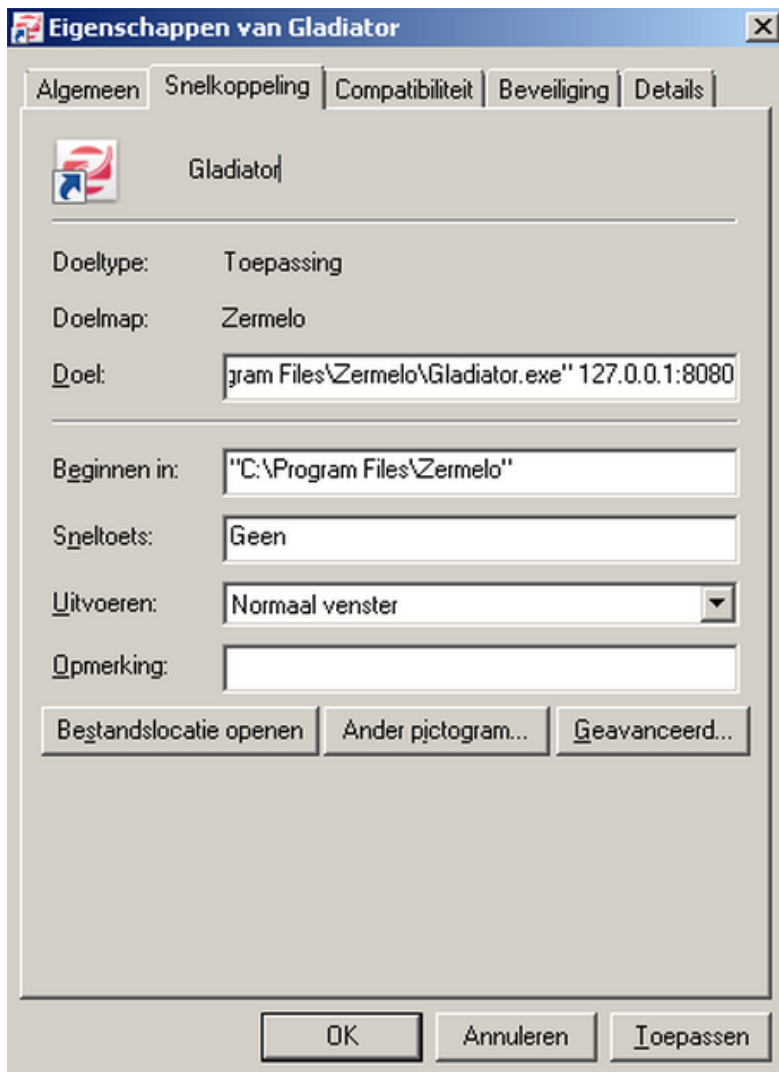 Eigenschappen van Gladiator
Algemeen Snelkoppeling Compatibiliteit Beveiliging Details
Gladiator
Doeltype: Toepassing
Doelmap: Zermelo
Doel: gram Files\Zermelo\Gladiator.exe" 127.0.0.1:8080
Beginnen in: "C:\Program Files\Zermelo"
Sneltoets: Geen
Uitvoeren: Normaal venster
Opmerking:
Bestandslocatie openen Ander pictogram... Geavanceerd...
OK Annuleren Toepassen